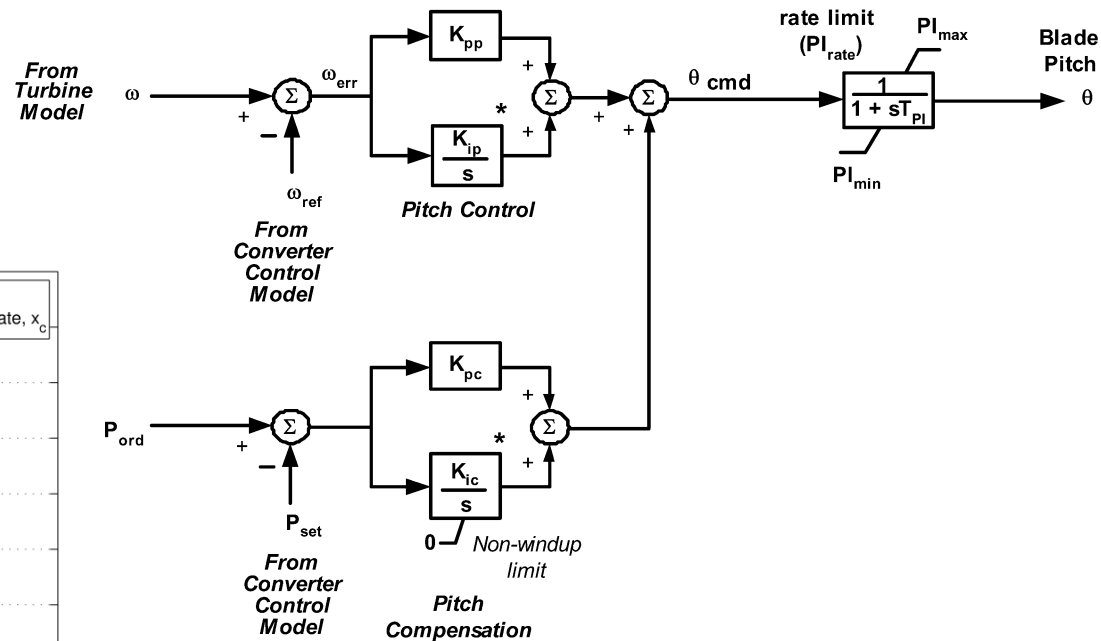 rate limit
(PI_rate)
PI_max
Blade
Pitch
θ
From
Turbine
Model
ω
+
−
Σ
ω_err
ω_ref
From
Converter
Control
Model
K_pp
K_ip
s
*
+
+
Σ
Pitch Control
+
+
Σ
θ cmd
1
1 + sT_PI
PI_min
ate, x_c
P_ord
+
−
Σ
P_set
From
Converter
Control
Model
K_pc
K_ic
s
*
+
+
Σ
0
Non-windup
limit
Pitch
Compensation